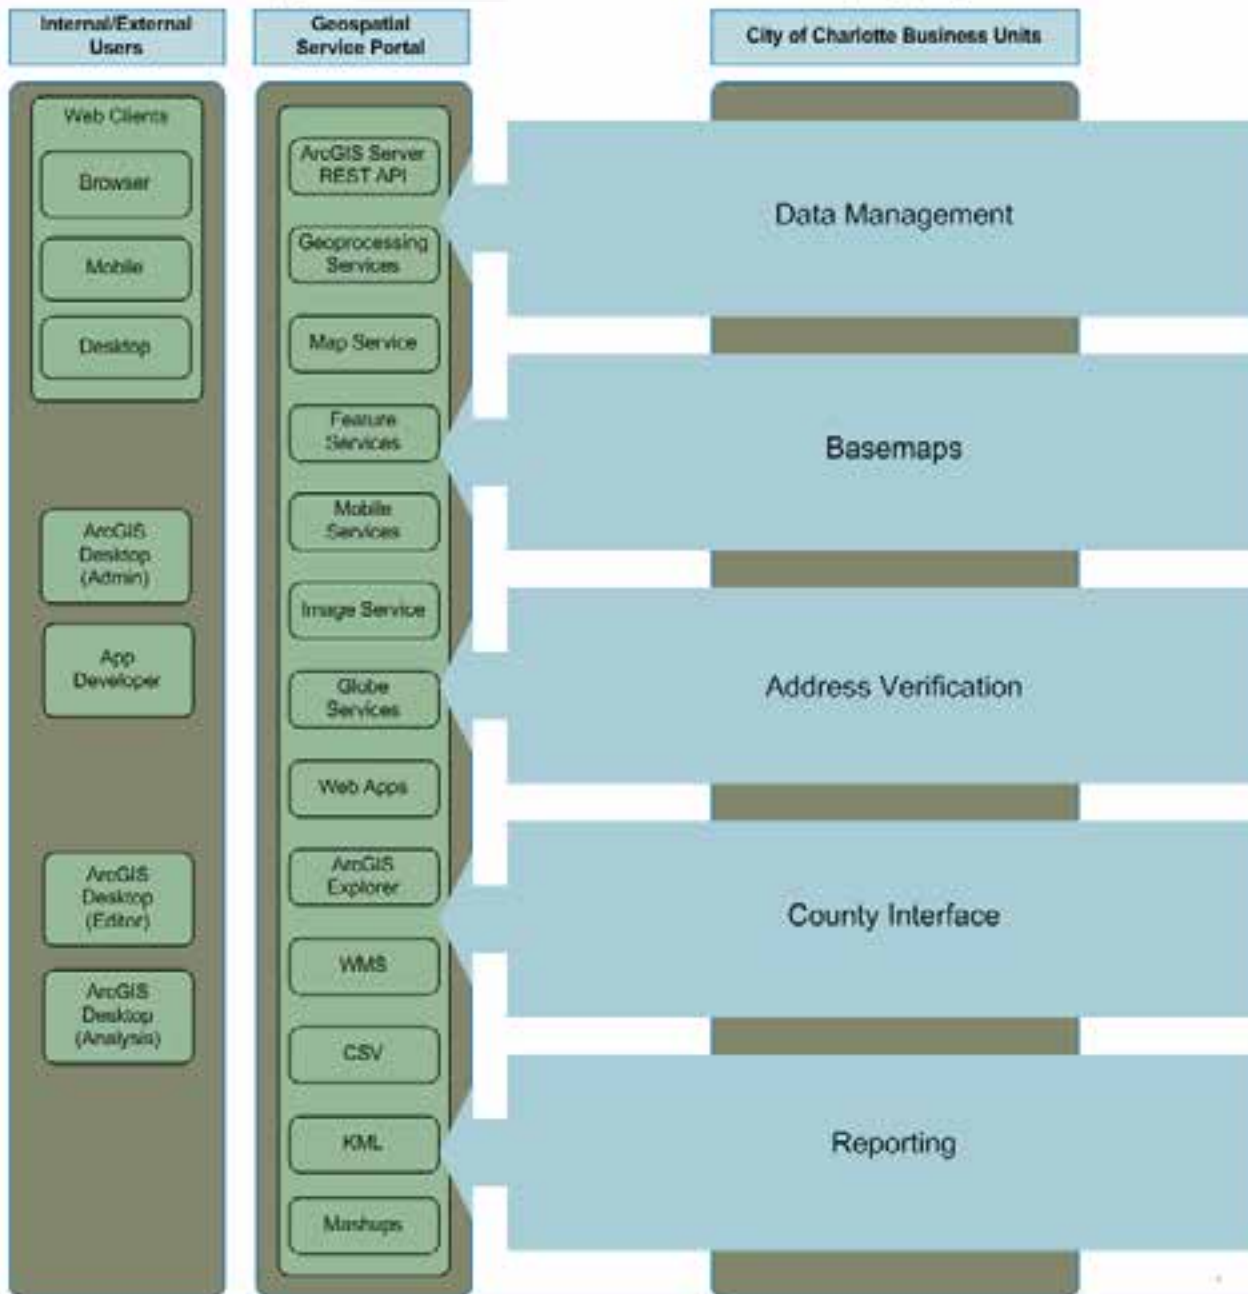 Internal/External
Users
Geospatial
Service Portal
City of Charlotte Business Units
Web Clients
Browser
Mobile
Desktop
ArcGIS
Desktop
(Admin)
App
Developer
ArcGIS
Desktop
(Editor)
ArcGIS
Desktop
(Analysis)
ArcGIS Server
REST API
Geoprocessing
Services
Map Service
Feature
Services
Mobile
Services
Image Service
Globe
Services
Web Apps
ArcGIS
Explorer
WMS
CSV
KML
Mashups
Data Management
Basemaps
Address Verification
County Interface
Reporting